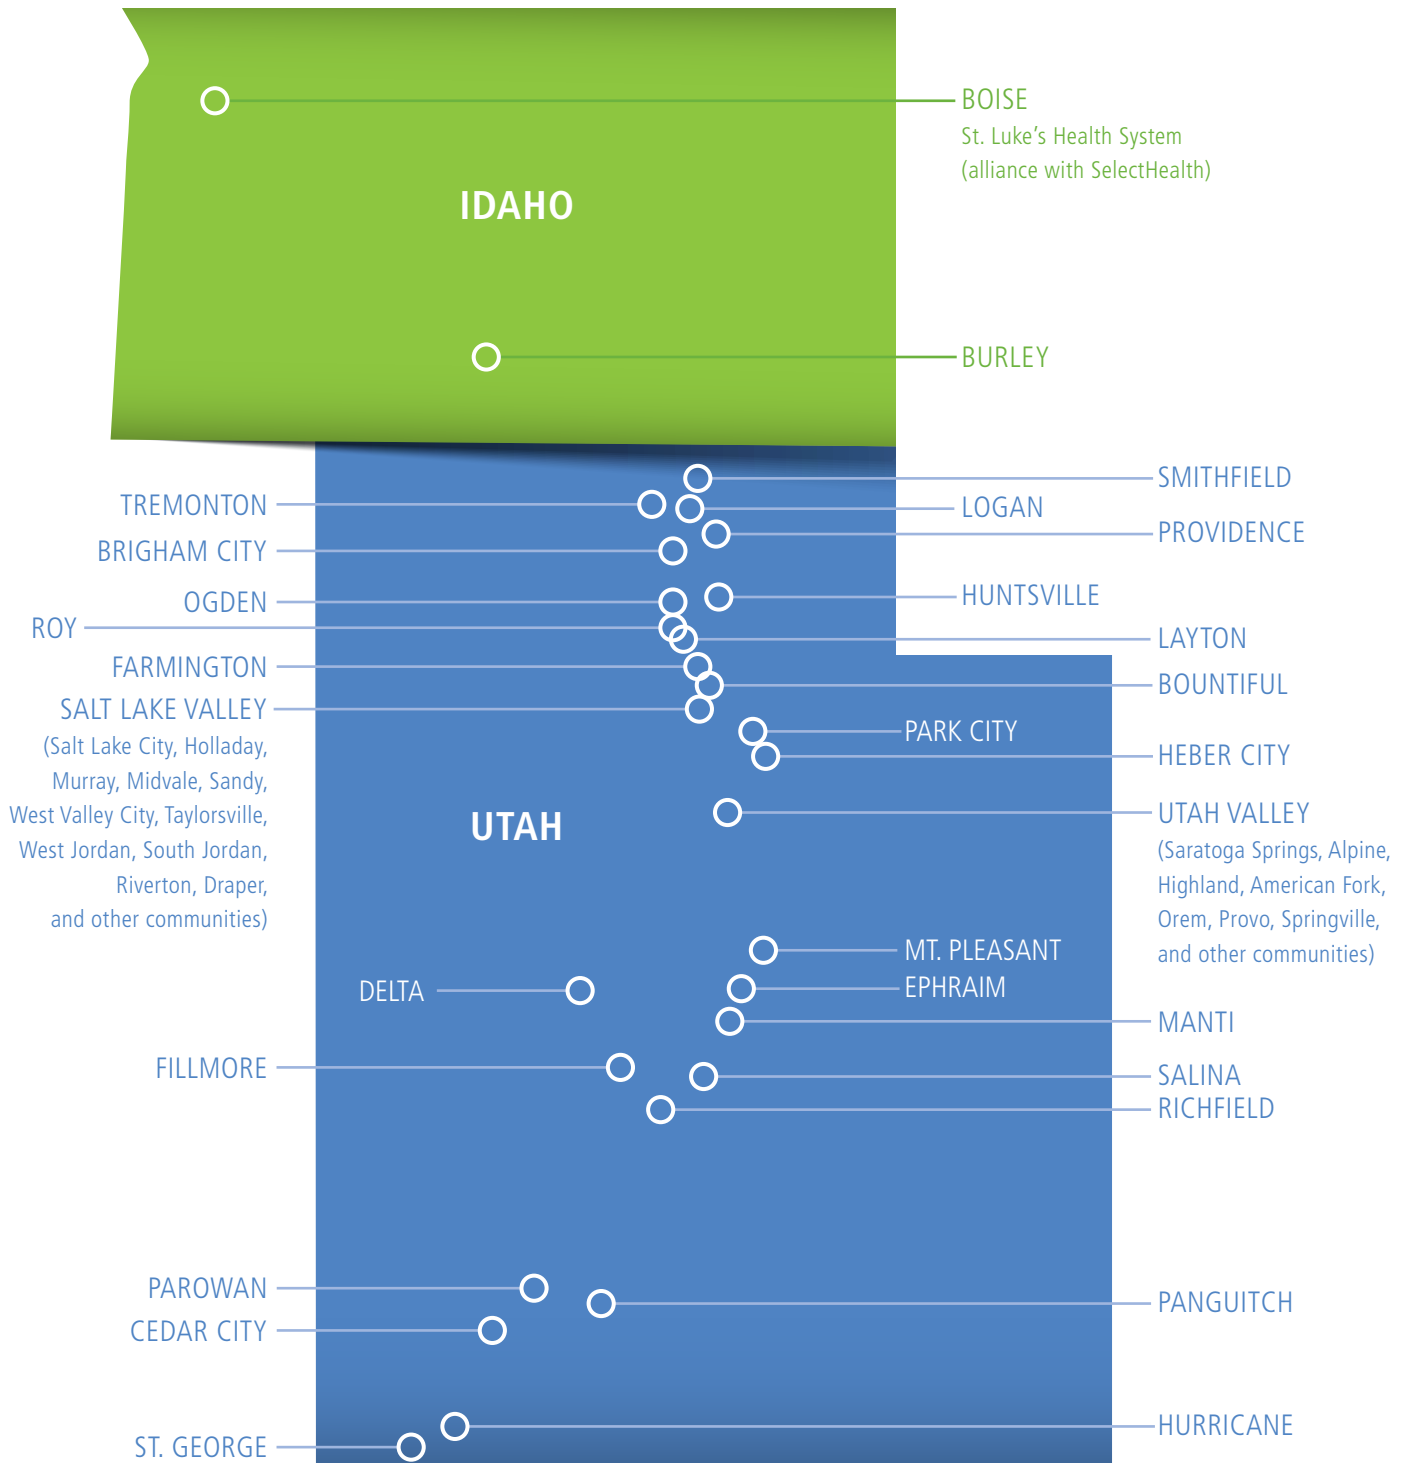 BOISE
St. Luke’s Health System
(alliance with SelectHealth)
IDAHO
BURLEY
SMITHFIELD
TREMONTON
LOGAN
PROVIDENCE
BRIGHAM CITY
HUNTSVILLE
OGDEN
ROY
LAYTON
FARMINGTON
BOUNTIFUL
SALT LAKE VALLEY
(Salt Lake City, Holladay,
Murray, Midvale, Sandy,
West Valley City, Taylorsville,
West Jordan, South Jordan,
Riverton, Draper,
and other communities)
PARK CITY
HEBER CITY
UTAH
UTAH VALLEY
(Saratoga Springs, Alpine,
Highland, American Fork,
Orem, Provo, Springville,
and other communities)
MT. PLEASANT
EPHRAIM
DELTA
MANTI
FILLMORE
SALINA
RICHFIELD
PAROWAN
PANGUITCH
CEDAR CITY
HURRICANE
ST. GEORGE